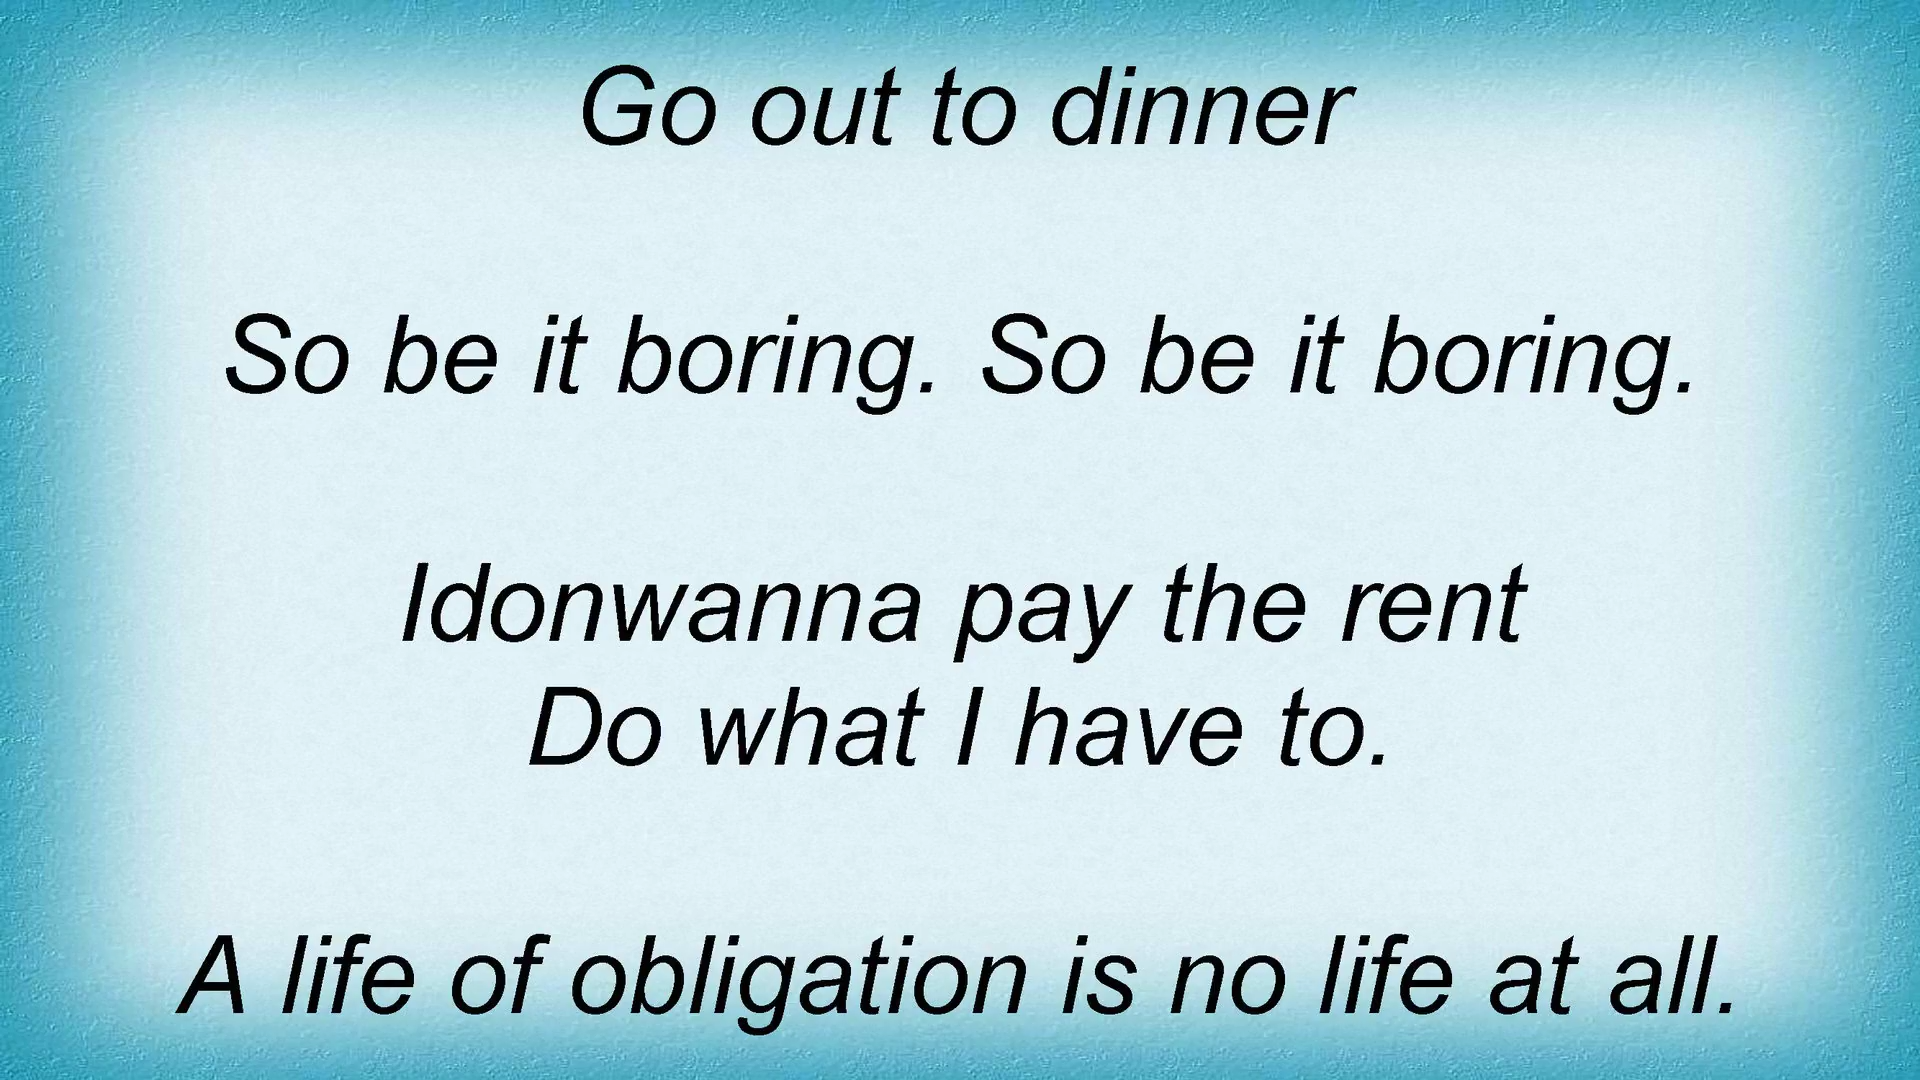 Go out to dinner
So be it boring. So be it boring.
Idonwanna pay the rent
Do what I have to.
A life of obligation is no life at all.